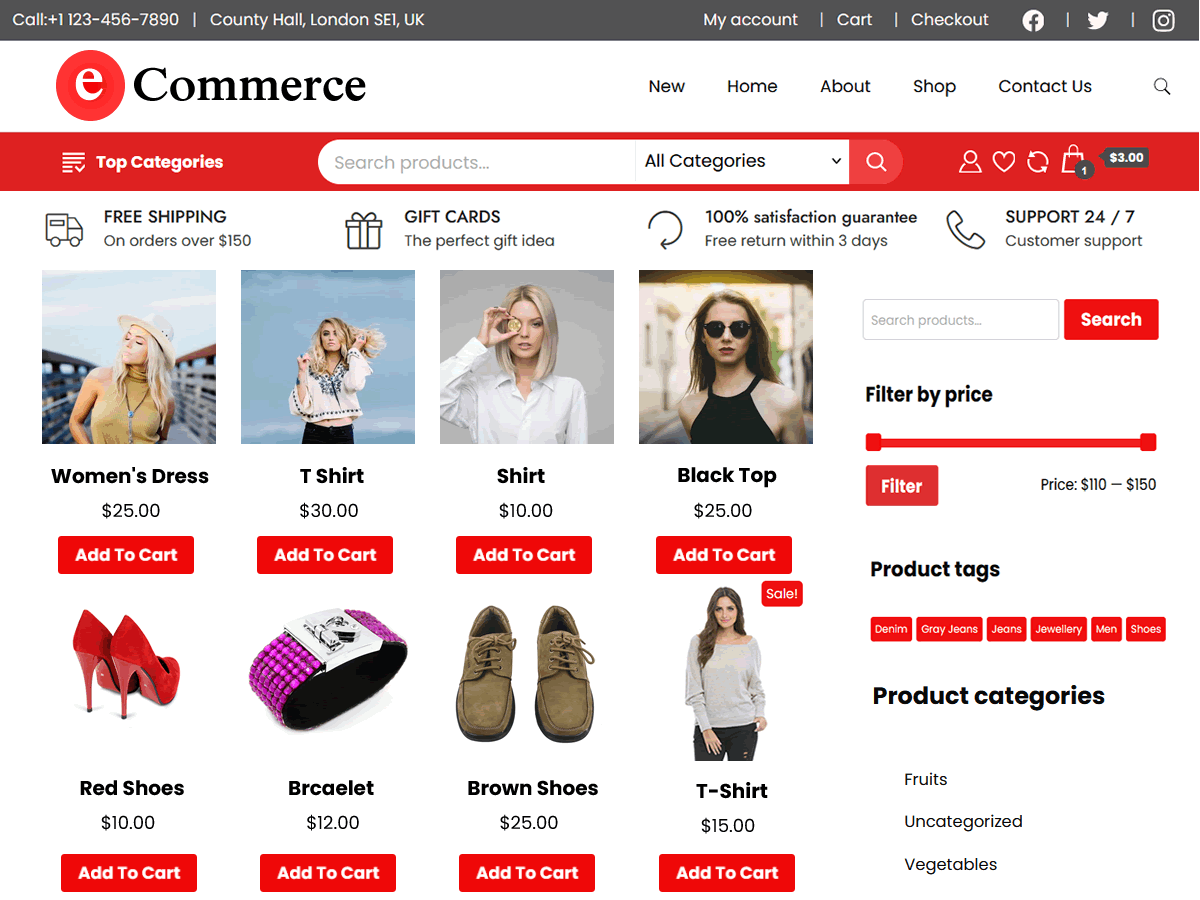 Call:+1 123-456-7890 | County Hall, London SE1, UK
My account | Cart | Checkout | |
e Commerce
New Home About Shop Contact Us
Top Categories
Search products...
All Categories
1
$3.00
FREE SHIPPING
On orders over $150
GIFT CARDS
The perfect gift idea
100% satisfaction guarantee
Free return within 3 days
SUPPORT 24 / 7
Customer support
Women's Dress
$25.00
Add To Cart
T Shirt
$30.00
Add To Cart
Shirt
$10.00
Add To Cart
Black Top
$25.00
Add To Cart
Red Shoes
$10.00
Add To Cart
Brcaelet
$12.00
Add To Cart
Brown Shoes
$25.00
Add To Cart
Sale!
T-Shirt
$15.00
Add To Cart
Search products...
Search
Filter by price
Filter
Price: $110 — $150
Product tags
Denim Gray Jeans Jeans Jewellery Men Shoes
Product categories
Fruits
Uncategorized
Vegetables